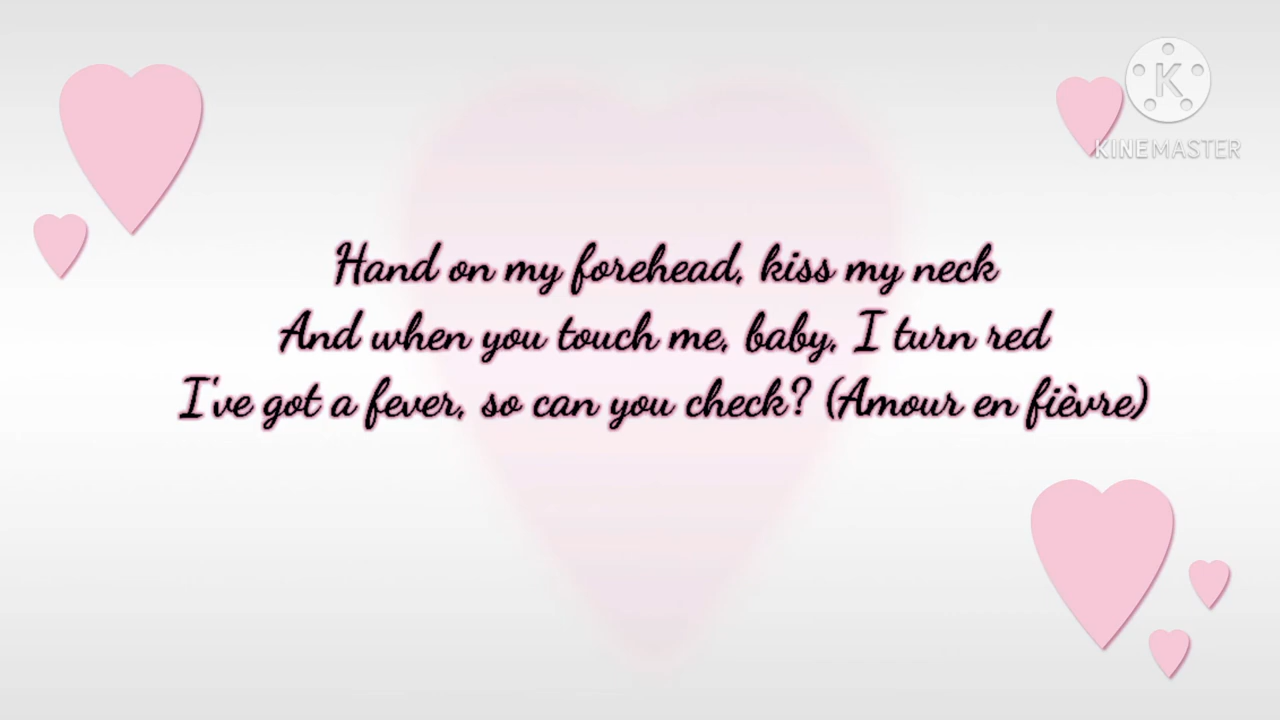 K
KINEMASTER
Hand on my forehead, kiss my neck
And when you touch me, baby, I turn red
I've got a fever, so can you check? (Amour en fièvre)